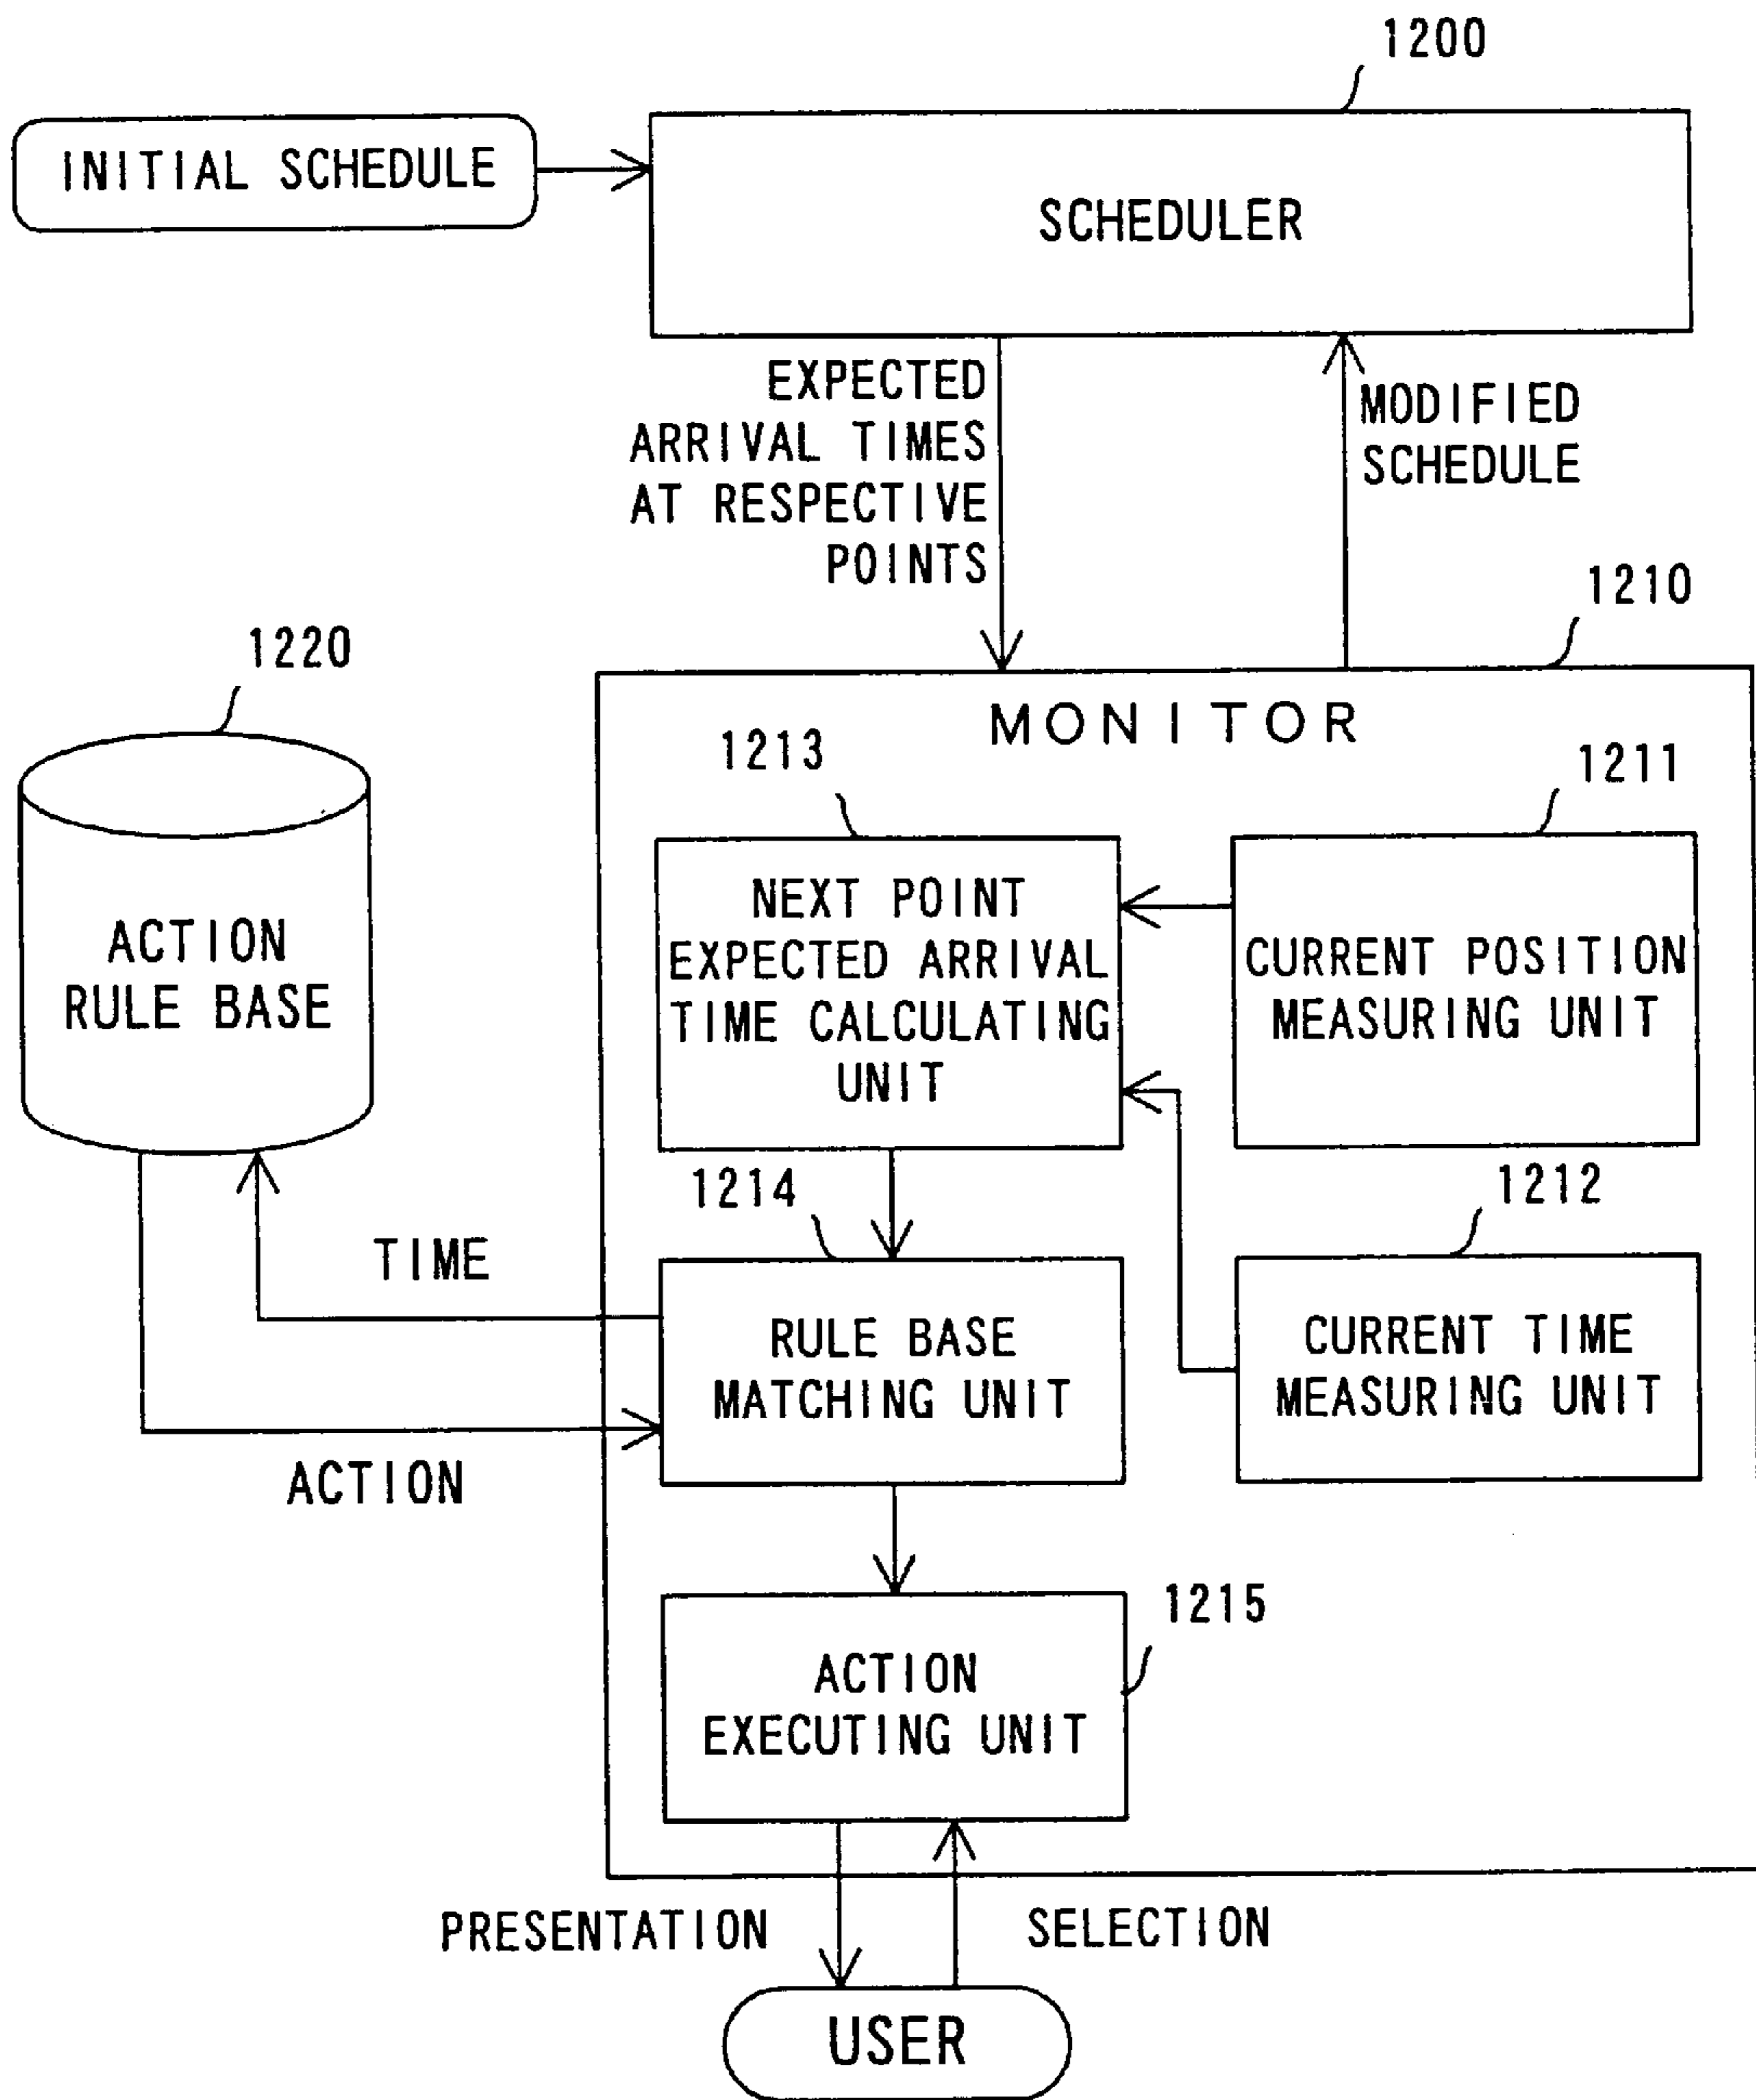 1200
INITIAL SCHEDULE
SCHEDULER
EXPECTED
ARRIVAL TIMES
AT RESPECTIVE
POINTS
MODIFIED
SCHEDULE
1210
1220
MONITOR
1213
1211
ACTION
RULE BASE
NEXT POINT
EXPECTED ARRIVAL
TIME CALCULATING
UNIT
CURRENT POSITION
MEASURING UNIT
1214
1212
TIME
RULE BASE
MATCHING UNIT
CURRENT TIME
MEASURING UNIT
ACTION
1215
ACTION
EXECUTING UNIT
PRESENTATION
SELECTION
USER